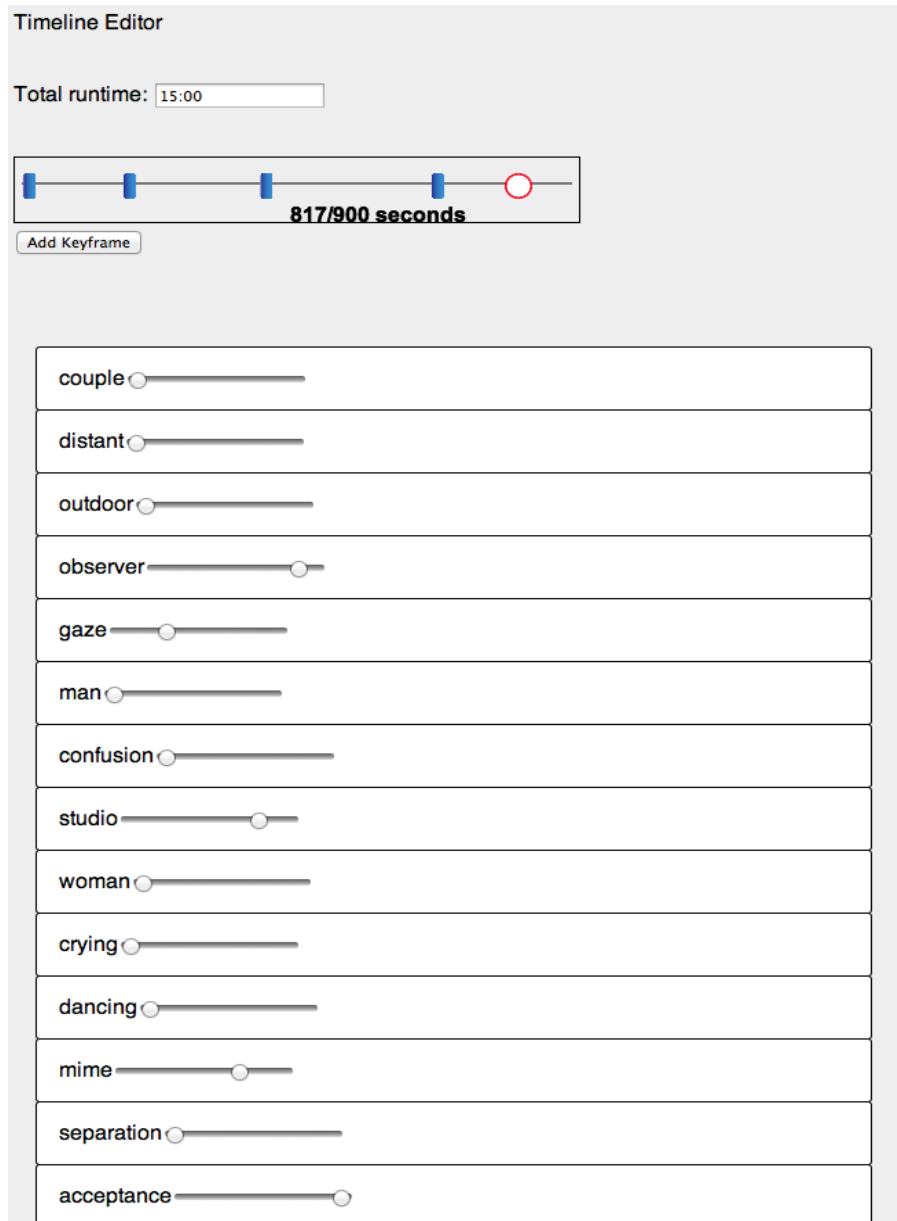 Timeline Editor
Total runtime: 15:00
817/900 seconds
Add Keyframe
couple
distant
outdoor
observer
gaze
man
confusion
studio
woman
crying
dancing
mime
separation
acceptance